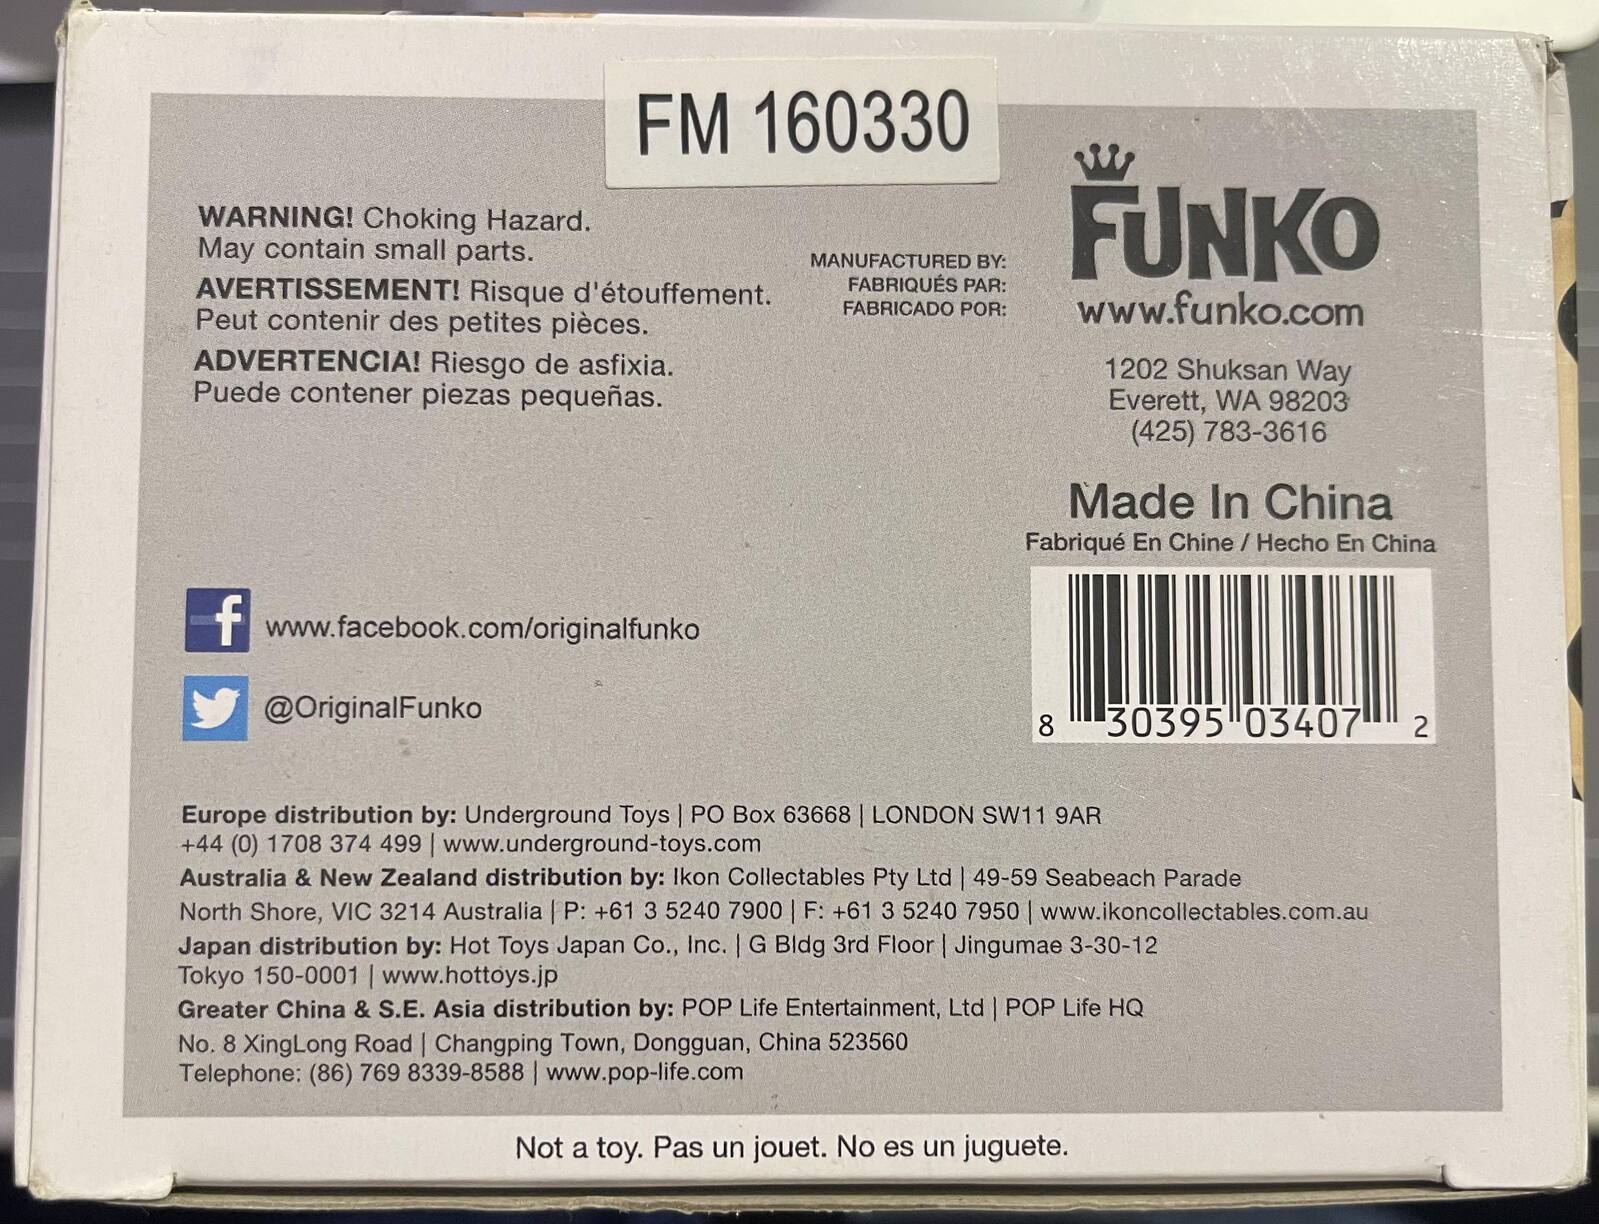 FM 160330
WARNING! Choking Hazard.
May contain small parts.
AVERTISSEMENT! Risque d'étouffement.
Peut contenir des petites pièces.
ADVERTENCIA! Riesgo de asfixia.
Puede contener piezas pequeñas.
MANUFACTURED BY:
FABRIQUÉS PAR:
FABRICADO POR:
FUNKO
www.funko.com
1202 Shuksan Way
Everett, WA 98203
(425) 783-3616
Made In China
Fabriqué En Chine / Hecho En China
8 30395 03407 2
f www.facebook.com/originalfunko
@OriginalFunko
Europe distribution by: Underground Toys | PO Box 63668 | LONDON SW11 9AR
+44 (0) 1708 374 499 | www.underground-toys.com
Australia & New Zealand distribution by: Ikon Collectables Pty Ltd | 49-59 Seabeach Parade
North Shore, VIC 3214 Australia | P: +61 3 5240 7900 | F: +61 3 5240 7950 | www.ikoncollectables.com.au
Japan distribution by: Hot Toys Japan Co., Inc. | G Bldg 3rd Floor | Jingumae 3-30-12
Tokyo 150-0001 | www.hottoys.jp
Greater China & S.E. Asia distribution by: POP Life Entertainment, Ltd | POP Life HQ
No. 8 XingLong Road | Changping Town, Dongguan, China 523560
Telephone: (86) 769 8339-8588 | www.pop-life.com
Not a toy. Pas un jouet. No es un juguete.